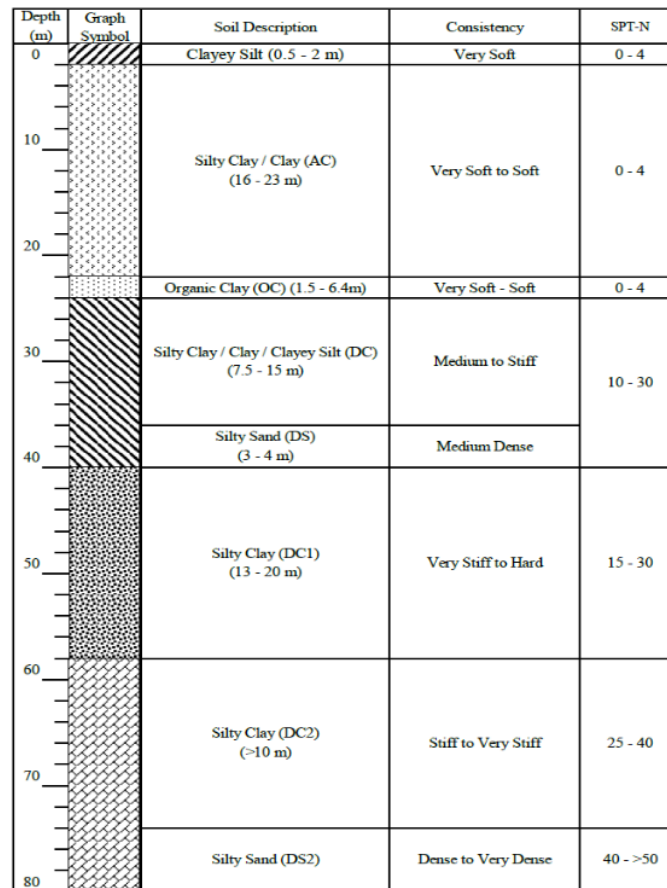 Depth (m) Graph Symbol Soil Description Consistency SPT-N
0 Clayey Silt (0.5 - 2 m) Very Soft 0 - 4
10
Silty Clay / Clay (AC) Very Soft to Soft 0 - 4
(16 - 23 m)
20
Organic Clay (OC) (1.5 - 6.4m) Very Soft - Soft 0 - 4
30
Silty Clay / Clay / Clayey Silt (DC) Medium to Stiff
(7.5 - 15 m)
10 - 30
Silty Sand (DS) Medium Dense
(3 - 4 m)
40
50
Silty Clay (DC1) Very Stiff to Hard 15 - 30
(13 - 20 m)
60
Silty Clay (DC2) Stiff to Very Stiff 25 - 40
(>10 m)
70
Silty Sand (DS2) Dense to Very Dense 40 - >50
80